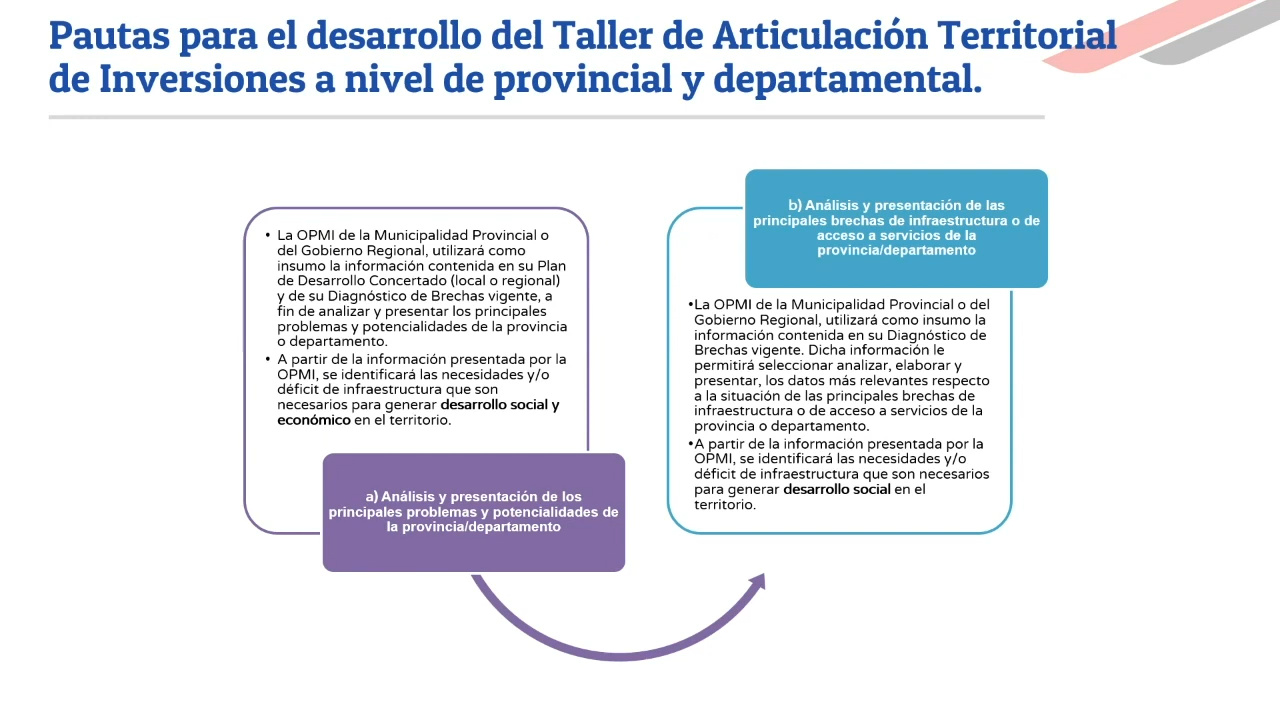 Pautas para el desarrollo del Taller de Articulación Territorial
de Inversiones a nivel de provincial y departamental.
• La OPMI de la Municipalidad Provincial o
del Gobierno Regional, utilizará como
insumo la información contenida en su Plan
de Desarrollo Concertado (local o regional)
y de su Diagnóstico de Brechas vigente, a
fin de analizar y presentar los principales
problemas y potencialidades de la provincia
o departamento.
• A partir de la información presentada por la
OPMI, se identificará las necesidades y/o
déficit de infraestructura que son
necesarios para generar desarrollo social y
económico en el territorio.
a) Análisis y presentación de los
principales problemas y potencialidades de
la provincia/departamento
b) Análisis y presentación de las
principales brechas de infraestructura o de
acceso a servicios de la
provincia/departamento
•La OPMI de la Municipalidad Provincial o del
Gobierno Regional, utilizará como insumo la
información contenida en su Diagnóstico de
Brechas vigente. Dicha información le
permitirá seleccionar analizar, elaborar y
presentar, los datos más relevantes respecto
a la situación de las principales brechas de
infraestructura o de acceso a servicios de la
provincia o departamento.
•A partir de la información presentada por la
OPMI, se identificará las necesidades y/o
déficit de infraestructura que son necesarios
para generar desarrollo social en el
territorio.